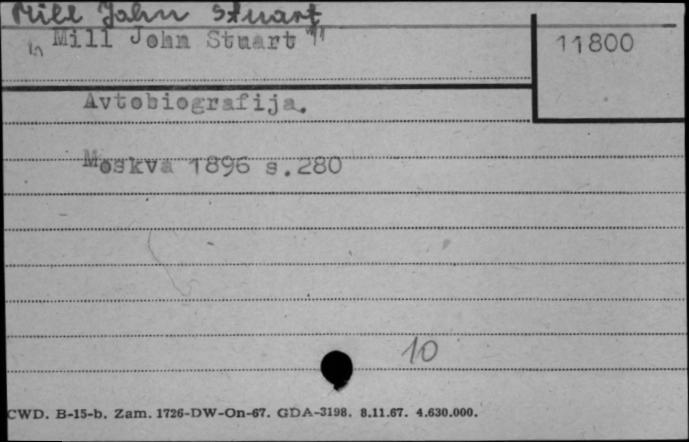 Mill John Stuart
"Mill John Stuart"
11800
Avtobiografija.
Moskva 1896 s.280
10
CWD. B-15-b. Zam. 1726-DW-On-67. GDA-3198. 8.11.67. 4.630.000.